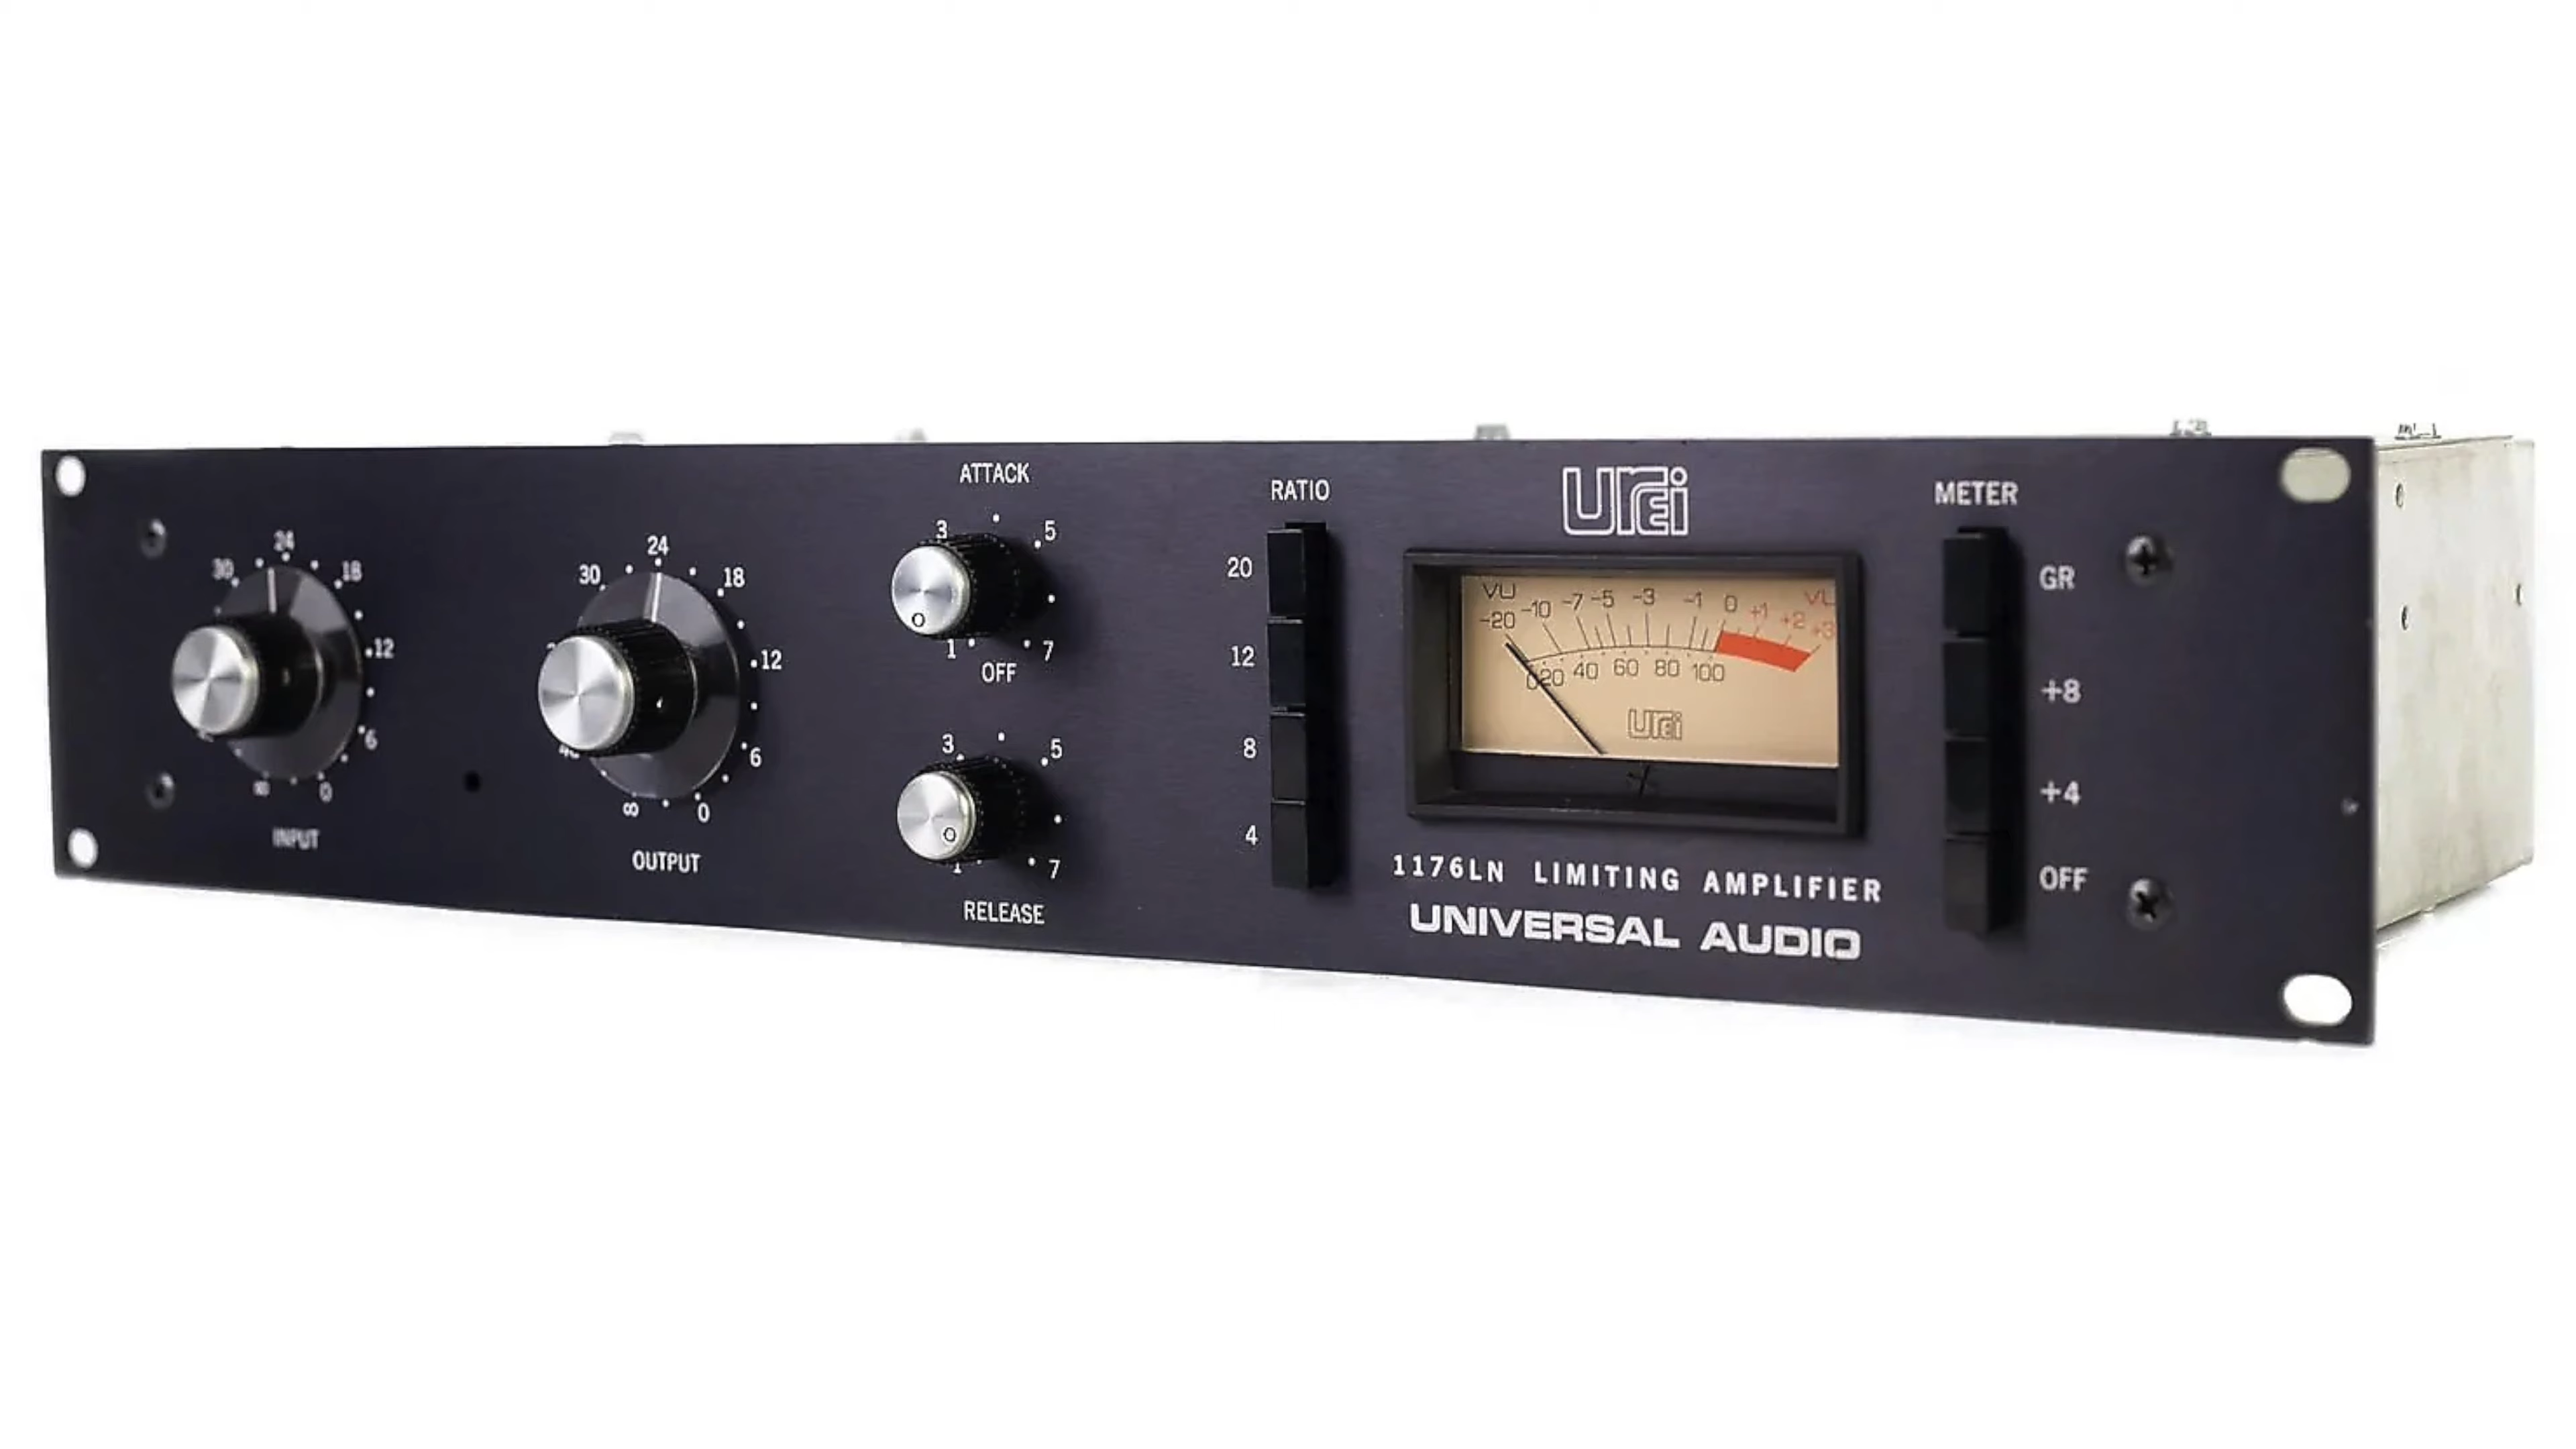 30 24 18 12 6 0 ∞
INPUT
30 24 18 12 6 0 ∞
OUTPUT
ATTACK
1 3 5 7
OFF
1 3 5 7
RELEASE
RATIO
20
12
8
4
urei
VU
-20 -10 -7 -5 -3 -1 0 +1 +2 +3
0 20 40 60 80 100
urei
1176LN LIMITING AMPLIFIER
UNIVERSAL AUDIO
METER
GR
+8
+4
OFF